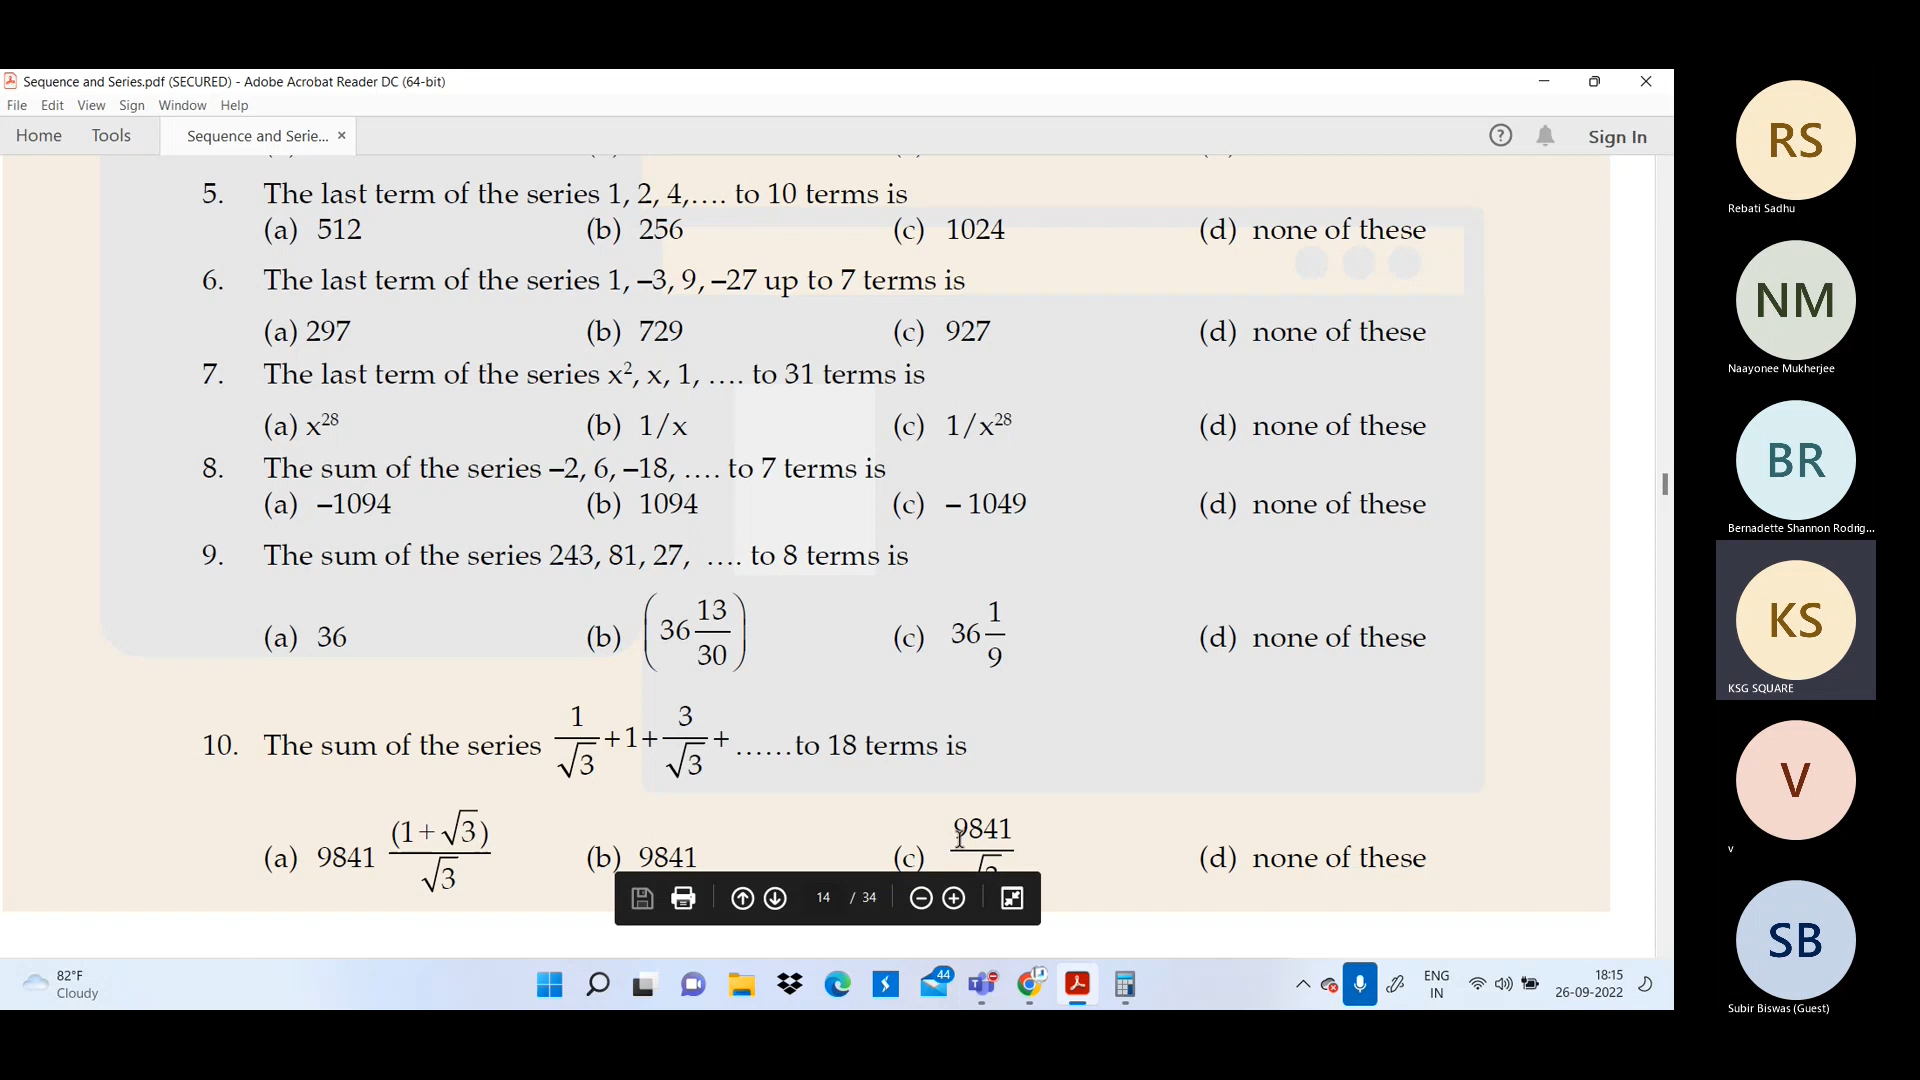 Sequence and Series.pdf (SECURED) - Adobe Acrobat Reader DC (64-bit)
File Edit View Sign Window Help
Home Tools Sequence and Serie... × Sign In
5. The last term of the series 1, 2, 4,.... to 10 terms is
(a) 512 (b) 256 (c) 1024 (d) none of these
6. The last term of the series 1, –3, 9, –27 up to 7 terms is
(a) 297 (b) 729 (c) 927 (d) none of these
7. The last term of the series x², x, 1, .... to 31 terms is
(a) x²⁸ (b) 1/x (c) 1/x²⁸ (d) none of these
8. The sum of the series –2, 6, –18, .... to 7 terms is
(a) –1094 (b) 1094 (c) – 1049 (d) none of these
9. The sum of the series 243, 81, 27, .... to 8 terms is
(a) 36 (b) (36 13/30) (c) 36 1/9 (d) none of these
10. The sum of the series 1/√3 + 1 + 3/√3 + ......to 18 terms is
(a) 9841 (1+√3)/√3 (b) 9841 (c) 9841 (d) none of these
14 / 34
82°F
Cloudy
44
ENG
IN
18:15
26-09-2022
RS
Rebati Sadhu
NM
Naayonee Mukherjee
BR
Bernadette Shannon Rodrig...
KS
KSG SQUARE
V
v
SB
Subir Biswas (Guest)